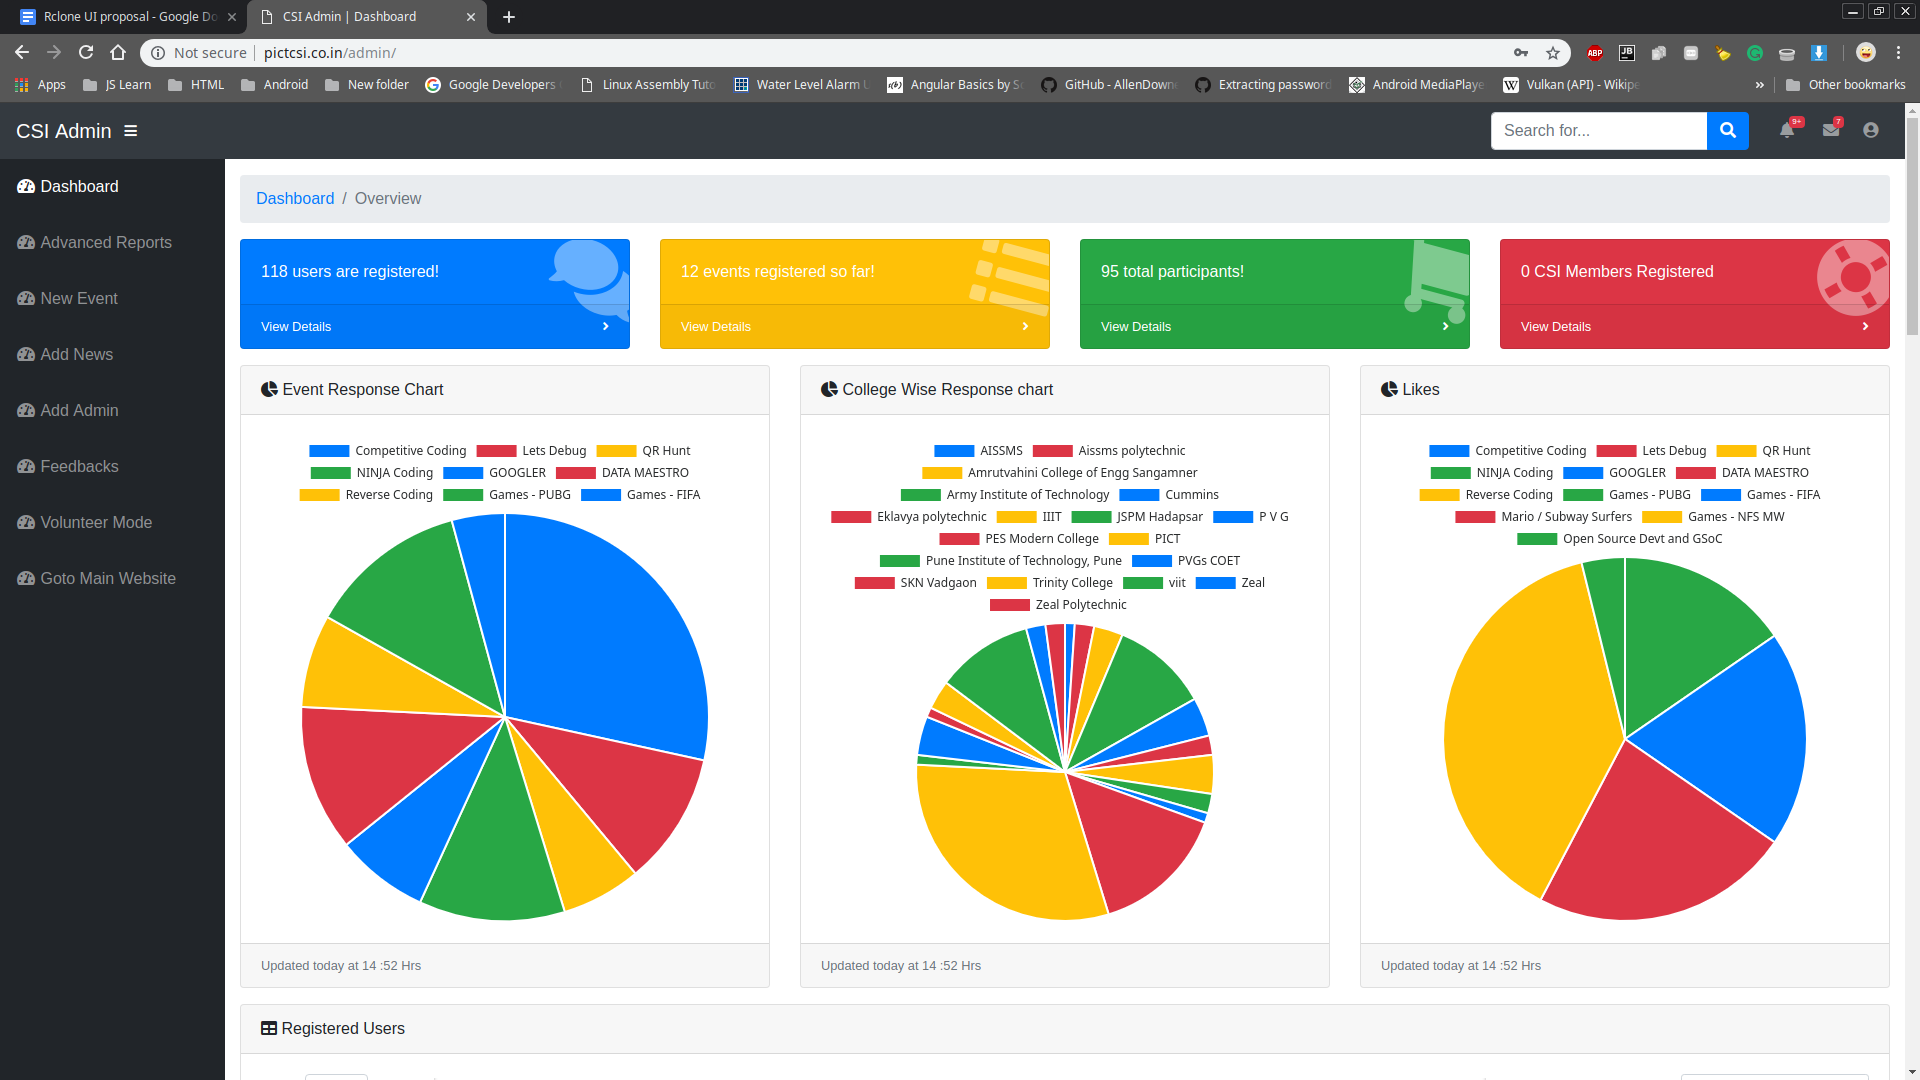 Rclone UI proposal - Google Do
CSI Admin | Dashboard
Not secure | pictcsi.co.in/admin/
ABP
JB
Apps
JS Learn
HTML
Android
New folder
Google Developers
Linux Assembly Tuto
Water Level Alarm U
Angular Basics by Sc
GitHub - AllenDowne
Extracting password
Android MediaPlaye
W
Vulkan (API) - Wikipe
»
Other bookmarks
CSI Admin
Search for...
9+
7
Dashboard
Advanced Reports
New Event
Add News
Add Admin
Feedbacks
Volunteer Mode
Goto Main Website
Dashboard / Overview
118 users are registered!
View Details
12 events registered so far!
View Details
95 total participants!
View Details
0 CSI Members Registered
View Details
Event Response Chart
Competitive Coding Lets Debug QR Hunt
NINJA Coding GOOGLER DATA MAESTRO
Reverse Coding Games - PUBG Games - FIFA
Updated today at 14 :52 Hrs
College Wise Response chart
AISSMS Aissms polytechnic
Amrutvahini College of Engg Sangamner
Army Institute of Technology Cummins
Eklavya polytechnic IIIT JSPM Hadapsar P V G
PES Modern College PICT
Pune Institute of Technology, Pune PVGs COET
SKN Vadgaon Trinity College viit Zeal
Zeal Polytechnic
Updated today at 14 :52 Hrs
Likes
Competitive Coding Lets Debug QR Hunt
NINJA Coding GOOGLER DATA MAESTRO
Reverse Coding Games - PUBG Games - FIFA
Mario / Subway Surfers Games - NFS MW
Open Source Devt and GSoC
Updated today at 14 :52 Hrs
Registered Users